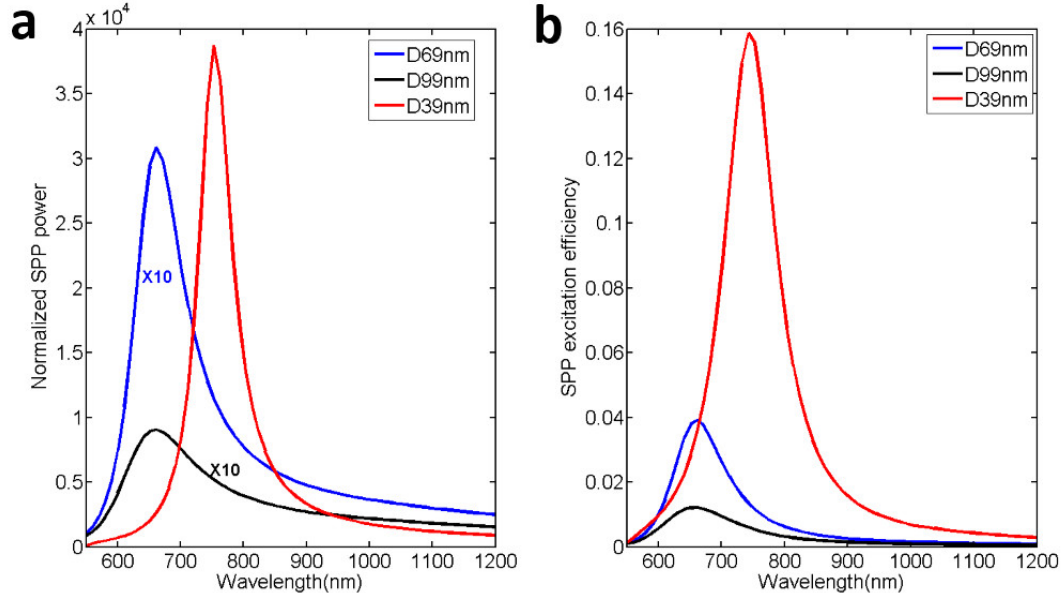 a
x 10⁴
4
3.5
3
2.5
2
1.5
1
0.5
0
600 700 800 900 1000 1100 1200
Wavelength(nm)
Normalized SPP power
D69nm
D99nm
D39nm
X10
X10
b
0.16
0.14
0.12
0.1
0.08
0.06
0.04
0.02
0
600 700 800 900 1000 1100 1200
Wavelength(nm)
SPP excitation efficiency
D69nm
D99nm
D39nm